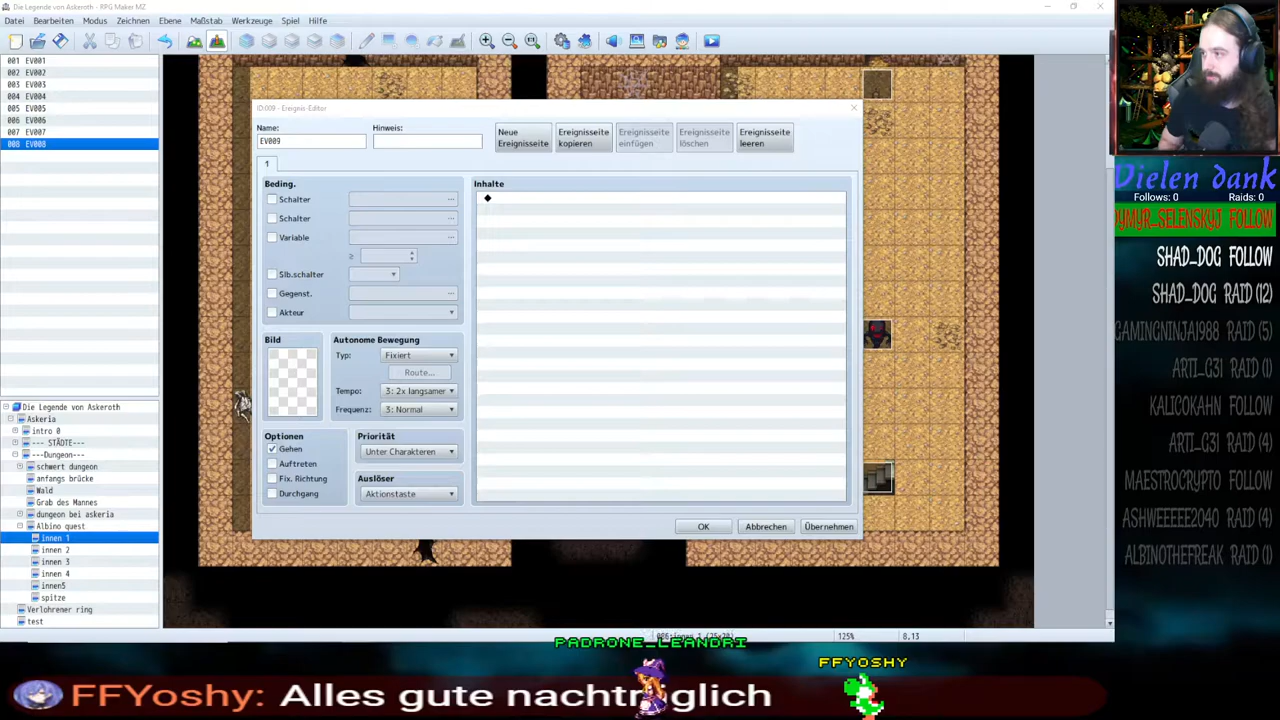 Die Legende von Askeroth - RPG Maker MZ
Datei Bearbeiten Modus Zeichnen Ebene Maßstab Werkzeuge Spiel Hilfe
001 EV001
002 EV002
003 EV003
004 EV004
005 EV005
006 EV006
007 EV007
008 EV008
ID:009 - Ereignis-Editor
Name:
EV009
Hinweis:
Neue Ereignisseite
Ereignisseite kopieren
Ereignisseite einfügen
Ereignisseite löschen
Ereignisseite leeren
1
Beding.
Schalter
Schalter
Variable
≥
Slb.schalter
Gegenst.
Akteur
Bild
Autonome Bewegung
Typ: Fixiert
Route...
Tempo: 3: 2x langsamer
Frequenz: 3: Normal
Optionen
Gehen
Auftreten
Fix. Richtung
Durchgang
Priorität
Unter Charakteren
Auslöser
Aktionstaste
Inhalte
OK Abbrechen Übernehmen
Die Legende von Askeroth
Askeria
intro 0
--- STÄDTE---
---Dungeon---
schwert dungeon
anfangs brücke
Wald
Grab des Mannes
dungeon bei askeria
Albino quest
innen 1
innen 2
innen 3
innen 4
innen5
spitze
Verlohrener ring
test
125% 8,13
Vielen dank
Follows: 0 Raids: 0
DYMYR_SELENSKYJ FOLLOW
SHAD_DOG FOLLOW
SHAD_DOG RAID (12)
GAMINGNINJA1988 RAID (1)
ARTI_G31 RAID (1)
KALICOKAHN FOLLOW
ARTI_G31 RAID (4)
MAESTROCRYPTO FOLLOW
ASHWEEEEE2040 RAID (4)
ALBINOTHEFREAK RAID (1)
PADRONE_LEANDRI
FFYOSHY
FFYoshy: Alles gute nachträglich